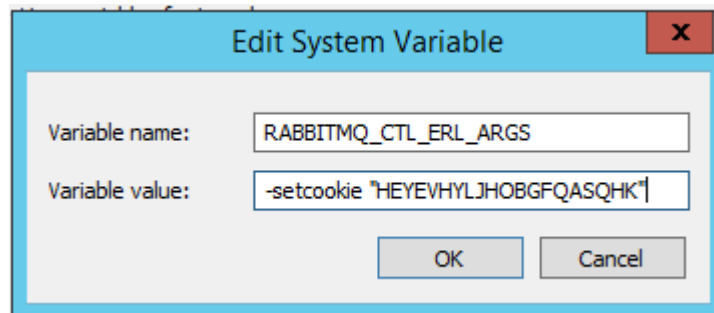 Edit System Variable
x
Variable name:
RABBITMQ_CTL_ERL_ARGS
Variable value:
-setcookie "HEYEVHYLJHOBGFQASQHK"
OK
Cancel